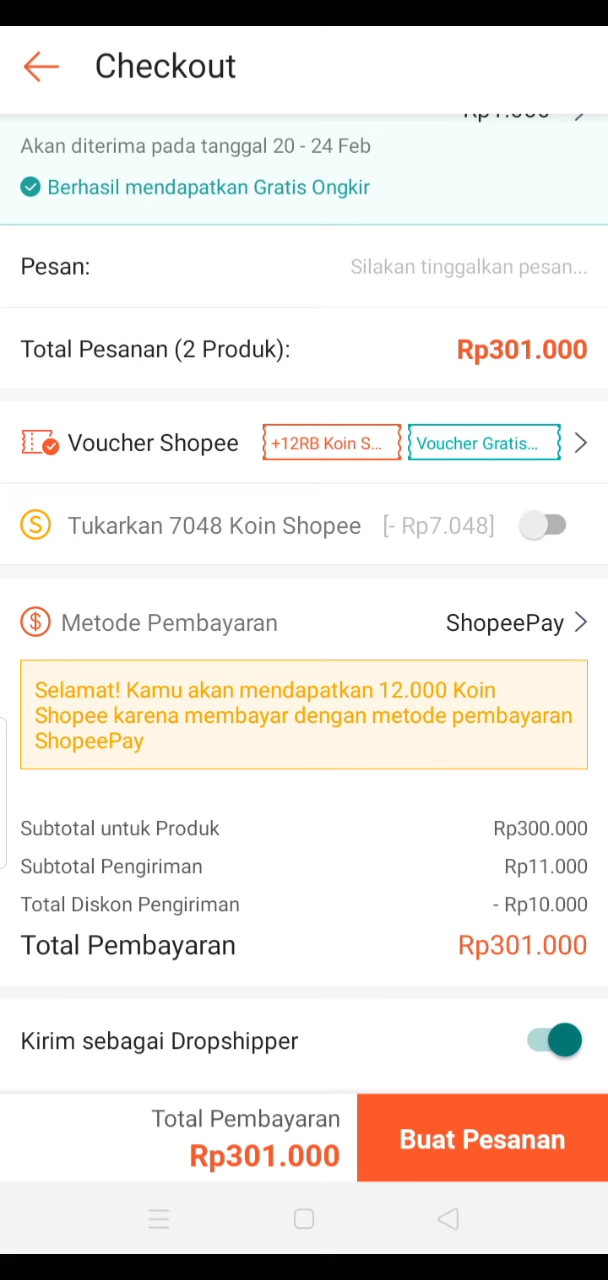 Checkout
Akan diterima pada tanggal 20 - 24 Feb
Berhasil mendapatkan Gratis Ongkir
Pesan: Silakan tinggalkan pesan...
Total Pesanan (2 Produk): Rp301.000
Voucher Shopee +12RB Koin S... Voucher Gratis...
Tukarkan 7048 Koin Shopee [- Rp7.048]
Metode Pembayaran ShopeePay
Selamat! Kamu akan mendapatkan 12.000 Koin
Shopee karena membayar dengan metode pembayaran
ShopeePay
Subtotal untuk Produk Rp300.000
Subtotal Pengiriman Rp11.000
Total Diskon Pengiriman - Rp10.000
Total Pembayaran Rp301.000
Kirim sebagai Dropshipper
Total Pembayaran
Rp301.000
Buat Pesanan